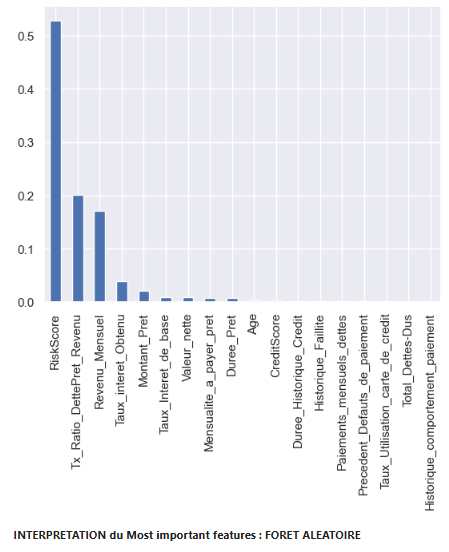 0.5
0.4
0.3
0.2
0.1
0.0
RiskScore
Tx_Ratio_DettePret_Revenu
Revenu_Mensuel
Taux_interet_Obtenu
Montant_Pret
Taux_Interet_de_base
Valeur_nette
Mensualite_a_payer_pret
Duree_Pret
Age
CreditScore
Duree_Historique_Credit
Historique_Faillite
Paiements_mensuels_dettes
Precedent_Defauts_de_paiement
Taux_Utilisation_carte_de_credit
Total_Dettes-Dus
Historique_comportement_paiement
INTERPRETATION du Most important features : FORET ALEATOIRE